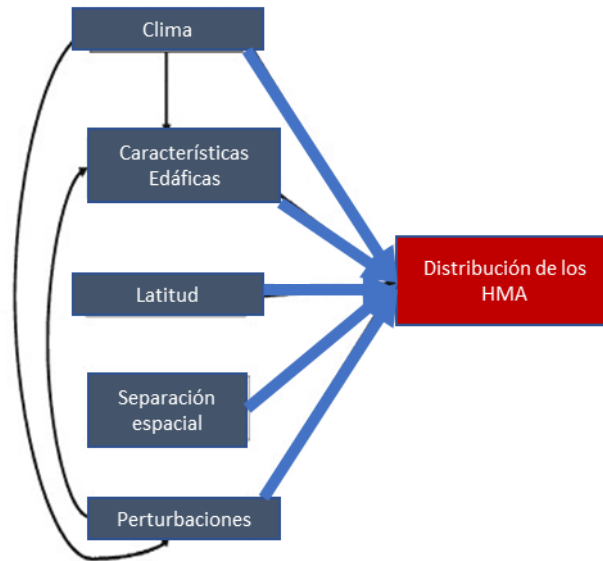 Clima
Características
Edáficas
Latitud
Separación
espacial
Perturbaciones
Distribución de los
HMA